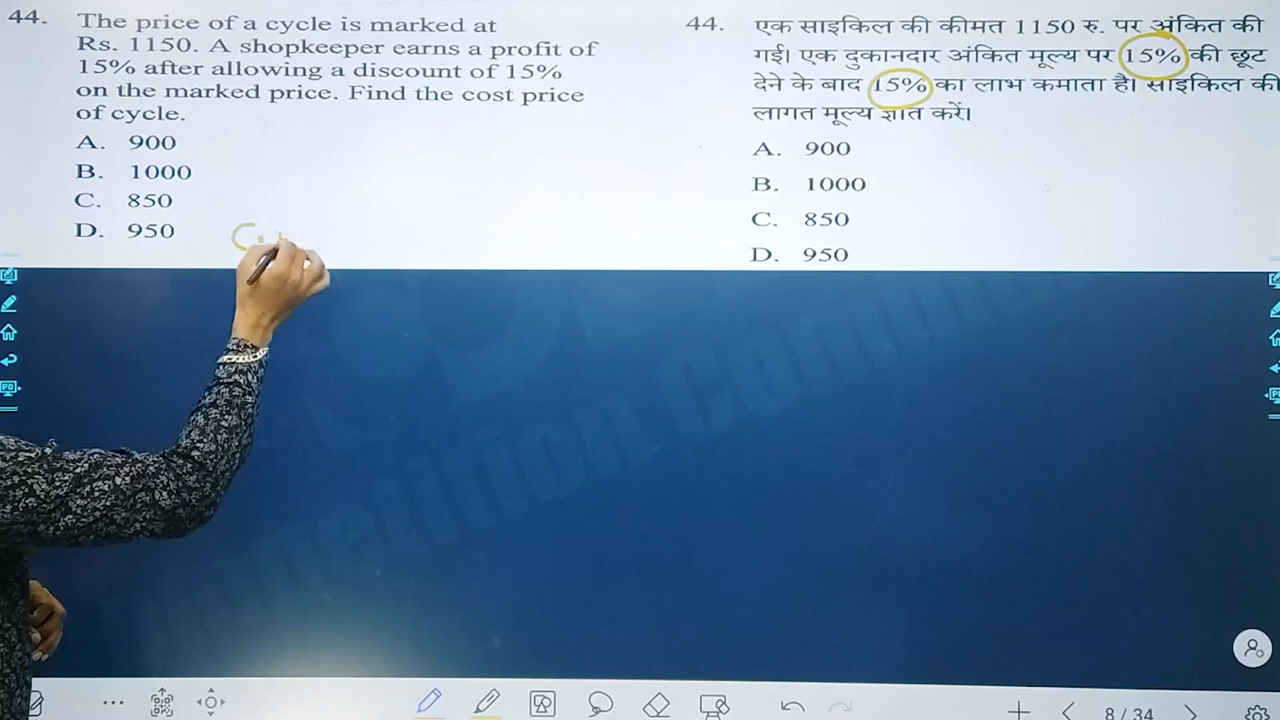 44. The price of a cycle is marked at
Rs. 1150. A shopkeeper earns a profit of
15% after allowing a discount of 15%
on the marked price. Find the cost price
of cycle.
A. 900
B. 1000
C. 850
D. 950
44. एक साइकिल की कीमत 1150 रु. पर अंकित की
गई। एक दुकानदार अंकित मूल्य पर 15% की छूट
देने के बाद 15% का लाभ कमाता है। साइकिल की
लागत मूल्य ज्ञात करें।
A. 900
B. 1000
C. 850
D. 950
C.
8 / 34